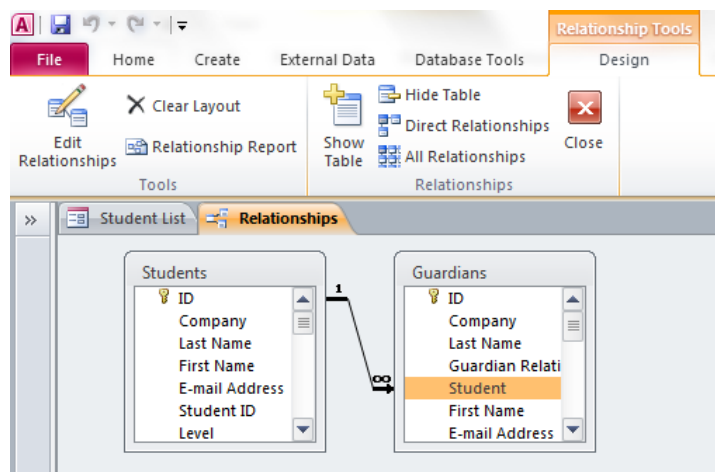 A
Relationship Tools
File Home Create External Data Database Tools Design
Edit Relationships
Clear Layout
Relationship Report
Tools
Show Table
Hide Table
Direct Relationships
All Relationships
Relationships
Close
» Student List Relationships
Students
ID
Company
Last Name
First Name
E-mail Address
Student ID
Level
1
∞
Guardians
ID
Company
Last Name
Guardian Relati
Student
First Name
E-mail Address